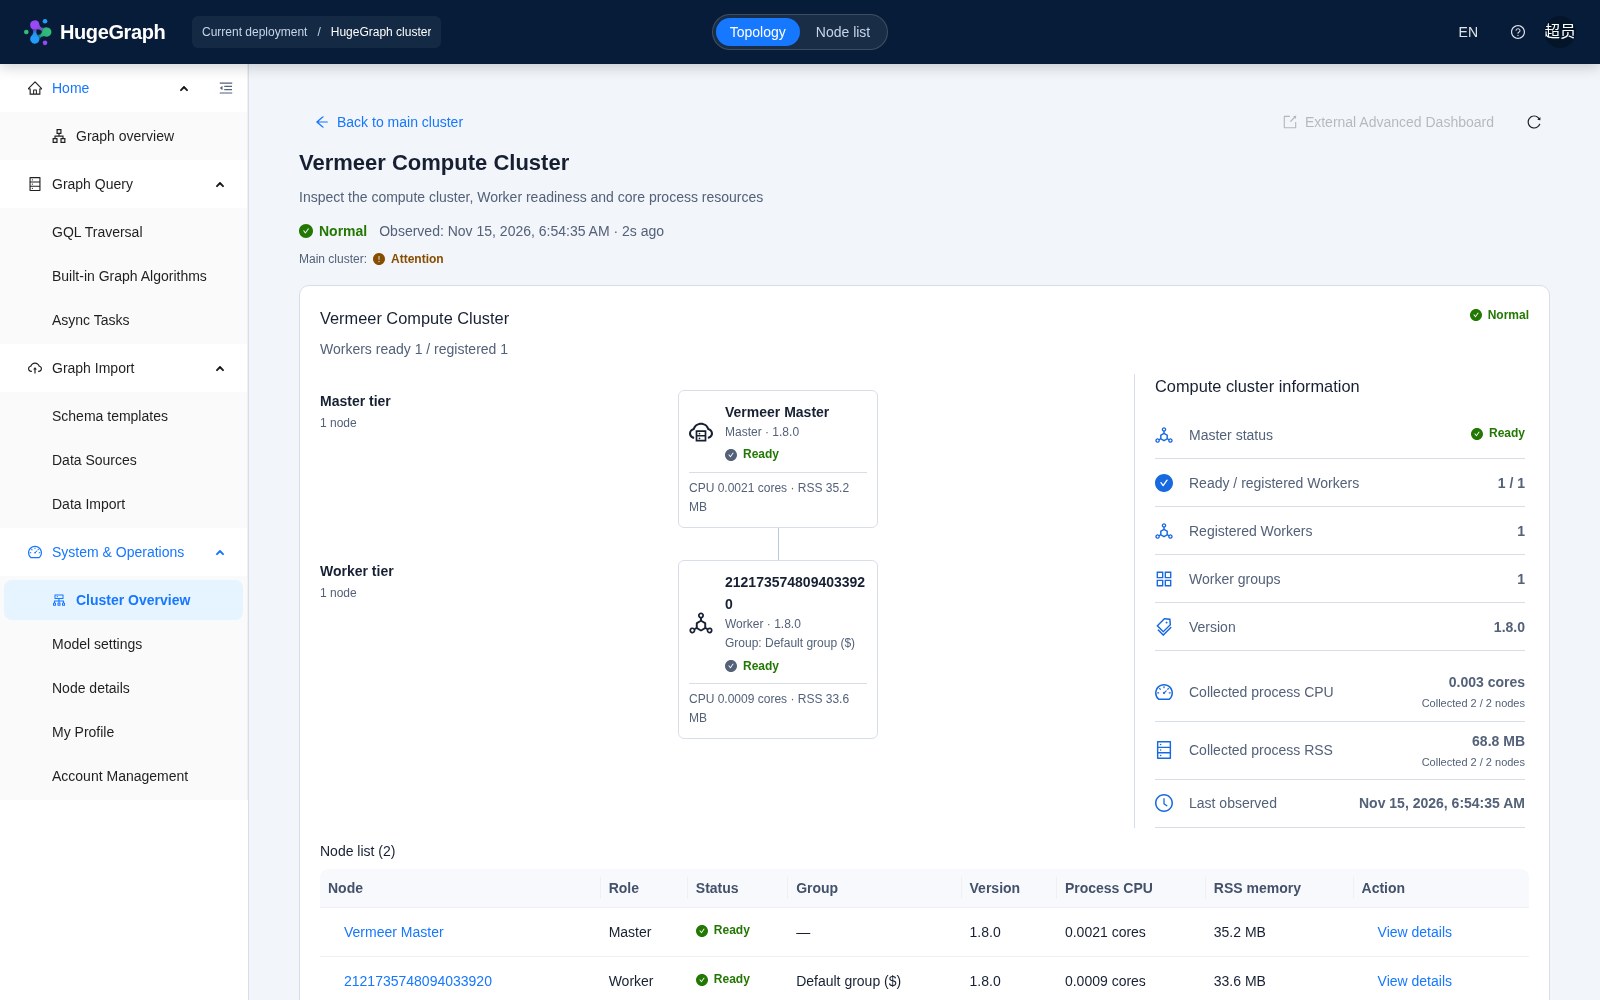 HugeGraph
Current deployment / HugeGraph cluster
Topology
Node list
EN
超员
Home
Graph overview
Graph Query
GQL Traversal
Built-in Graph Algorithms
Async Tasks
Graph Import
Schema templates
Data Sources
Data Import
System & Operations
Cluster Overview
Model settings
Node details
My Profile
Account Management
Back to main cluster
External Advanced Dashboard
Vermeer Compute Cluster
Inspect the compute cluster, Worker readiness and core process resources
Normal Observed: Nov 15, 2026, 6:54:35 AM · 2s ago
Main cluster: Attention
Vermeer Compute Cluster
Normal
Workers ready 1 / registered 1
Master tier
1 node
Vermeer Master
Master · 1.8.0
Ready
CPU 0.0021 cores · RSS 35.2
MB
Worker tier
1 node
212173574809403392
0
Worker · 1.8.0
Group: Default group ($)
Ready
CPU 0.0009 cores · RSS 33.6
MB
Compute cluster information
Master status Ready
Ready / registered Workers 1 / 1
Registered Workers 1
Worker groups 1
Version 1.8.0
Collected process CPU 0.003 cores
Collected 2 / 2 nodes
Collected process RSS 68.8 MB
Collected 2 / 2 nodes
Last observed Nov 15, 2026, 6:54:35 AM
Node list (2)
Node Role Status Group Version Process CPU RSS memory Action
Vermeer Master Master Ready — 1.8.0 0.0021 cores 35.2 MB View details
2121735748094033920 Worker Ready Default group ($) 1.8.0 0.0009 cores 33.6 MB View details